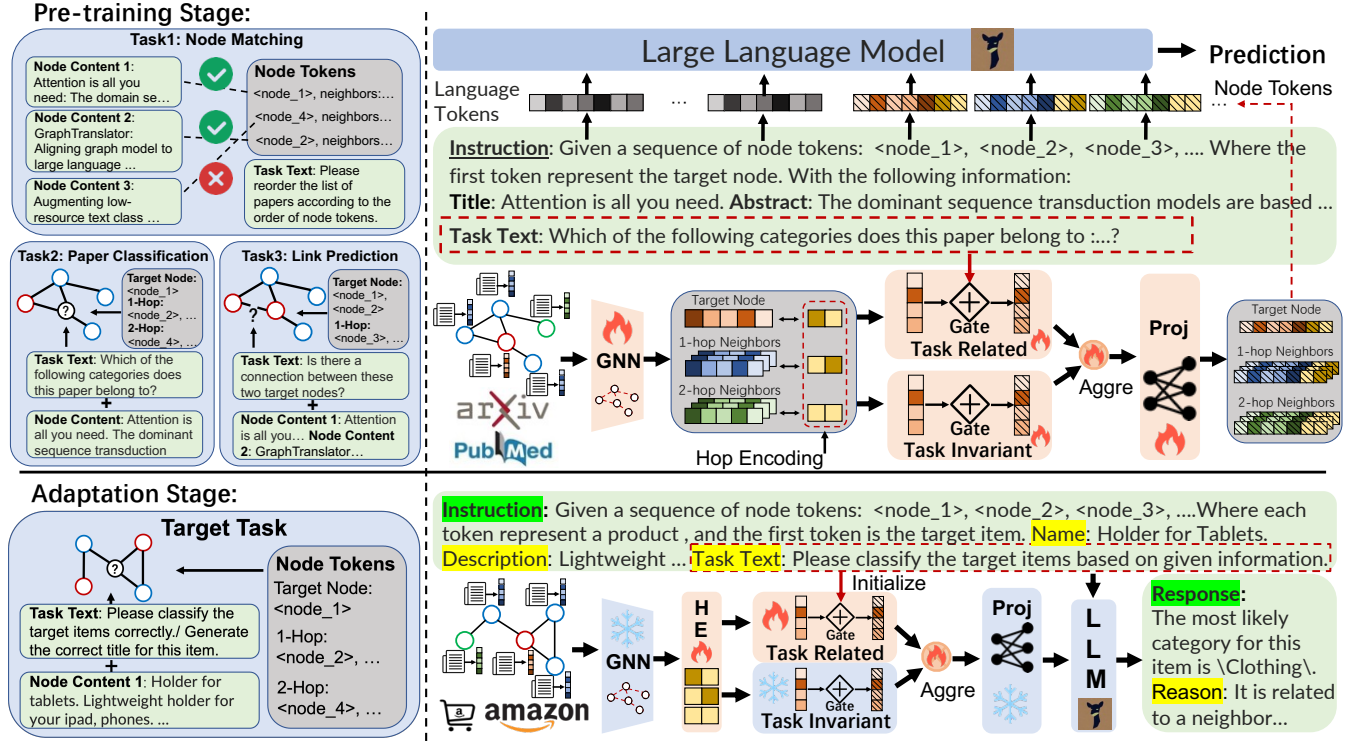 Pre-training Stage:
Task1: Node Matching
Node Content 1:
Attention is all you
need: The domain se…
Node Content 2:
GraphTranslator:
Aligning graph model to
large language ...
Node Content 3:
Augmenting low-
resource text class …
Node Tokens
<node_1>, neighbors:…
<node_4>, neighbors…
<node_2>, neighbors…
Task Text: Please
reorder the list of
papers according to the
order of node tokens.
Task2: Paper Classification
?
Target Node:
<node_1>
1-Hop:
<node_2>, …
2-Hop:
<node_4>, …
Task Text: Which of the
following categories does
this paper belong to?
+
Node Content: Attention is
all you need. The dominant
sequence transduction
Task3: Link Prediction
?
Target Node:
<node_1>,
<node_2>
1-Hop:
<node_3>, …
Task Text: Is there a
connection between these
two target nodes?
+
Node Content 1: Attention
is all you… Node Content
2: GraphTranslator…
Large Language Model
Prediction
Language
Tokens
...
Node Tokens
...
Instruction: Given a sequence of node tokens: <node_1>, <node_2>, <node_3>, …. Where the
first token represent the target node. With the following information:
Title: Attention is all you need. Abstract: The dominant sequence transduction models are based …
Task Text: Which of the following categories does this paper belong to :…?
arXiv
PubMed
GNN
Target Node
1-hop Neighbors
2-hop Neighbors
Hop Encoding
Gate
Task Related
Gate
Task Invariant
Aggre
Proj
Target Node
1-hop Neighbors
2-hop Neighbors
Adaptation Stage:
Target Task
?
Task Text: Please classify the
target items correctly./ Generate
the correct title for this item.
+
Node Content 1: Holder for
tablets. Lightweight holder for
your ipad, phones. ...
Node Tokens
Target Node:
<node_1>
1-Hop:
<node_2>, …
2-Hop:
<node_4>, …
Instruction: Given a sequence of node tokens: <node_1>, <node_2>, <node_3>, ….Where each
token represent a product , and the first token is the target item. Name: Holder for Tablets.
Description: Lightweight … Task Text: Please classify the target items based on given information.
Initialize
a
amazon
GNN
H
E
Gate
Task Related
Gate
Task Invariant
Aggre
Proj
L
L
M
Response:
The most likely
category for this
item is \Clothing\.
Reason: It is related
to a neighbor…